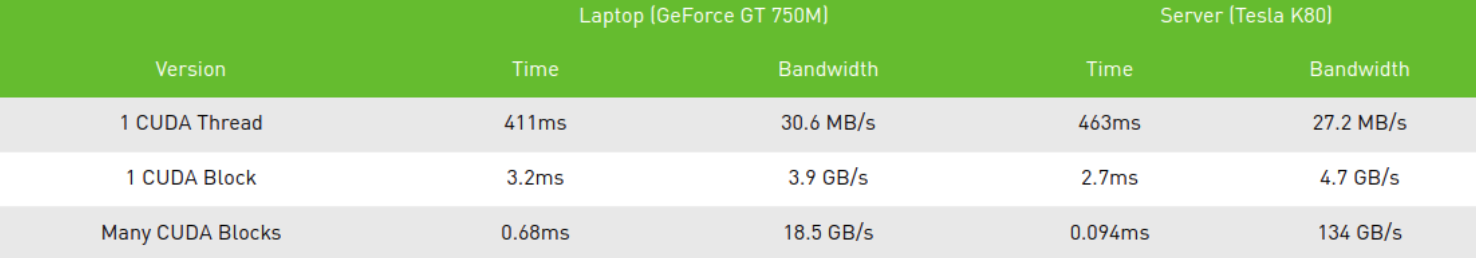 Laptop (GeForce GT 750M) Server (Tesla K80)
Version Time Bandwidth Time Bandwidth
1 CUDA Thread 411ms 30.6 MB/s 463ms 27.2 MB/s
1 CUDA Block 3.2ms 3.9 GB/s 2.7ms 4.7 GB/s
Many CUDA Blocks 0.68ms 18.5 GB/s 0.094ms 134 GB/s